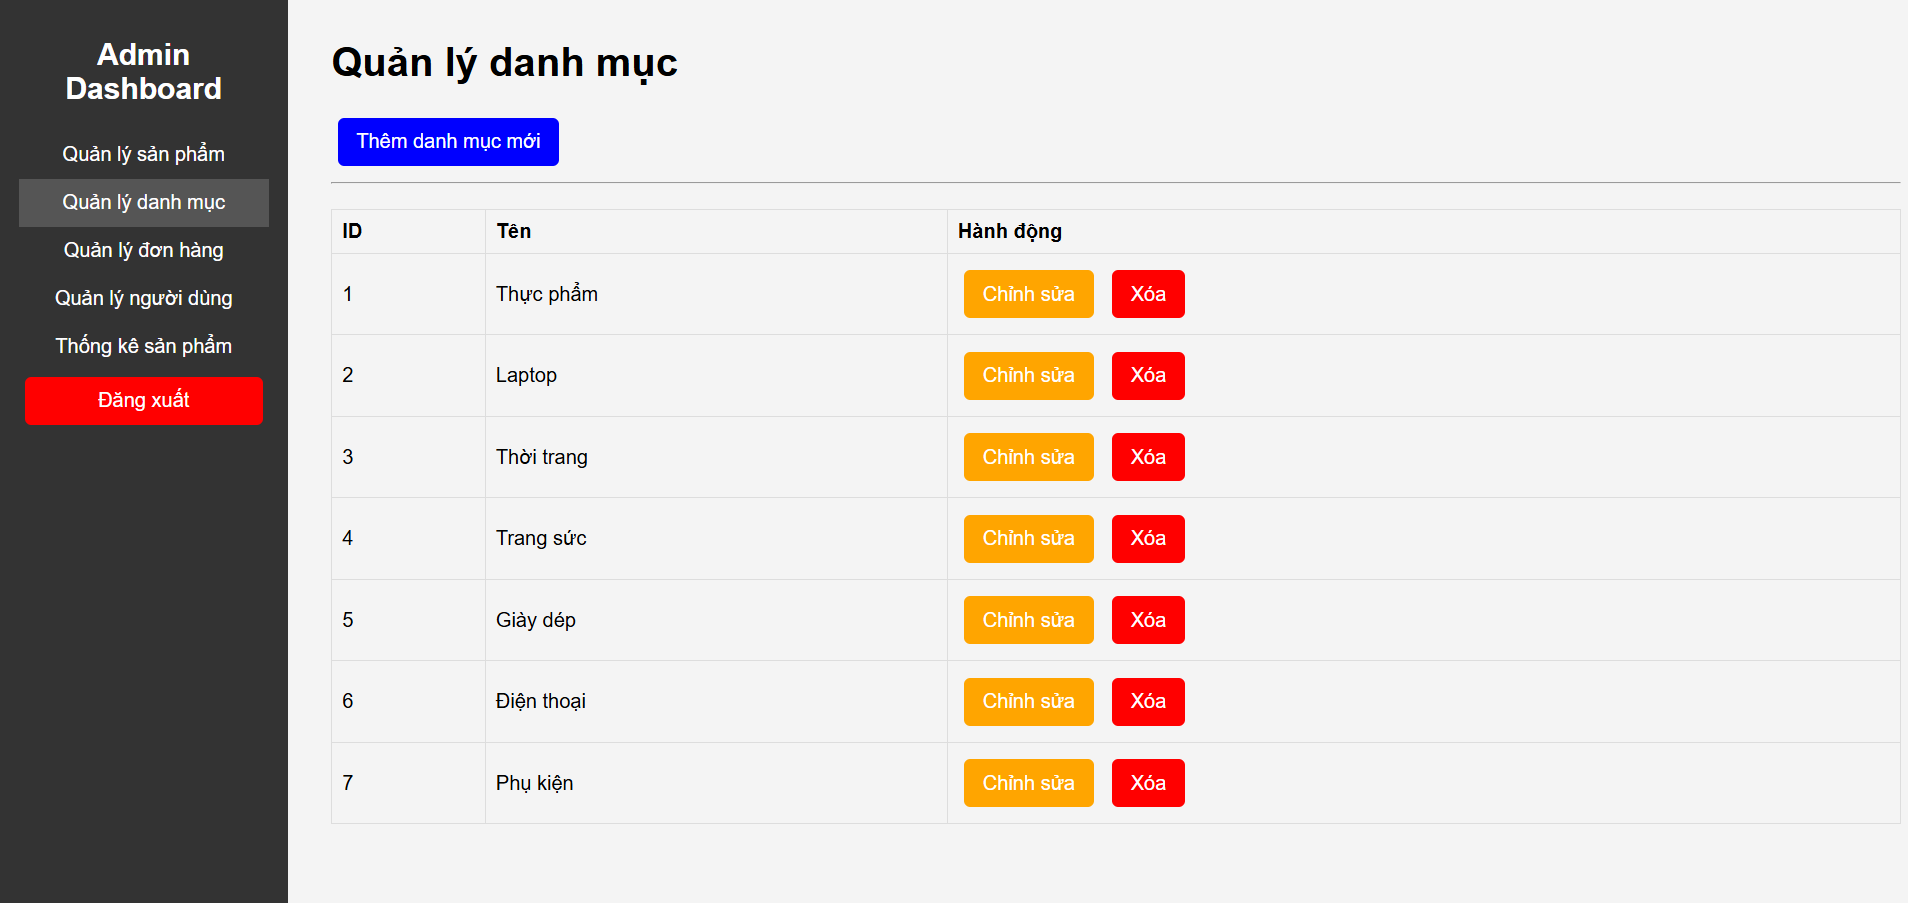 Admin
Dashboard
Quản lý sản phẩm
Quản lý danh mục
Quản lý đơn hàng
Quản lý người dùng
Thống kê sản phẩm
Đăng xuất
Quản lý danh mục
Thêm danh mục mới
ID Tên Hành động
1 Thực phẩm Chỉnh sửa Xóa
2 Laptop Chỉnh sửa Xóa
3 Thời trang Chỉnh sửa Xóa
4 Trang sức Chỉnh sửa Xóa
5 Giày dép Chỉnh sửa Xóa
6 Điện thoại Chỉnh sửa Xóa
7 Phụ kiện Chỉnh sửa Xóa